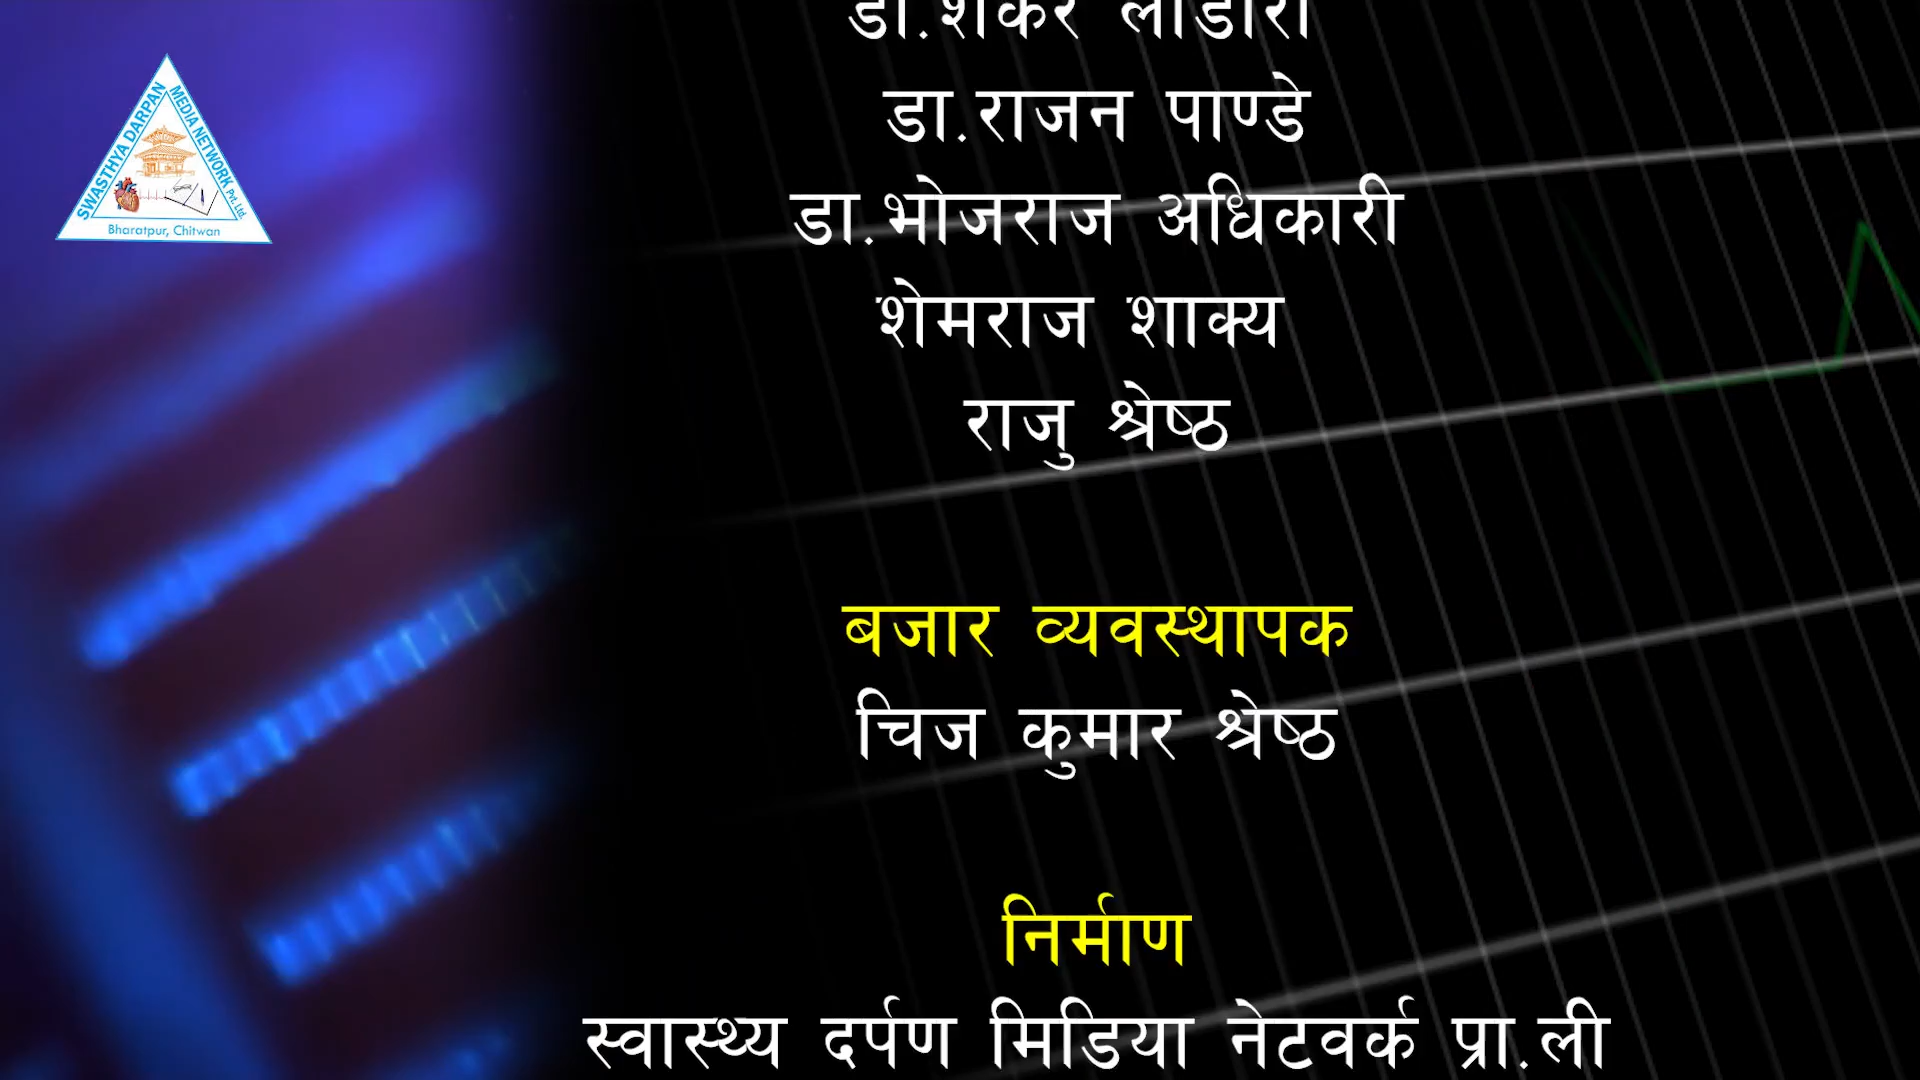 SWASTHYA DARPAN
MEDIA NETWORK Pvt. Ltd.
Bharatpur, Chitwan
डा.राजन पाण्डे
डा.भोजराज अधिकारी
शेमराज शाक्य
राजु श्रेष्ठ
बजार व्यवस्थापक
चिज कुमार श्रेष्ठ
निर्माण
स्वास्थ्य दर्पण मिडिया नेटवर्क प्रा.ली